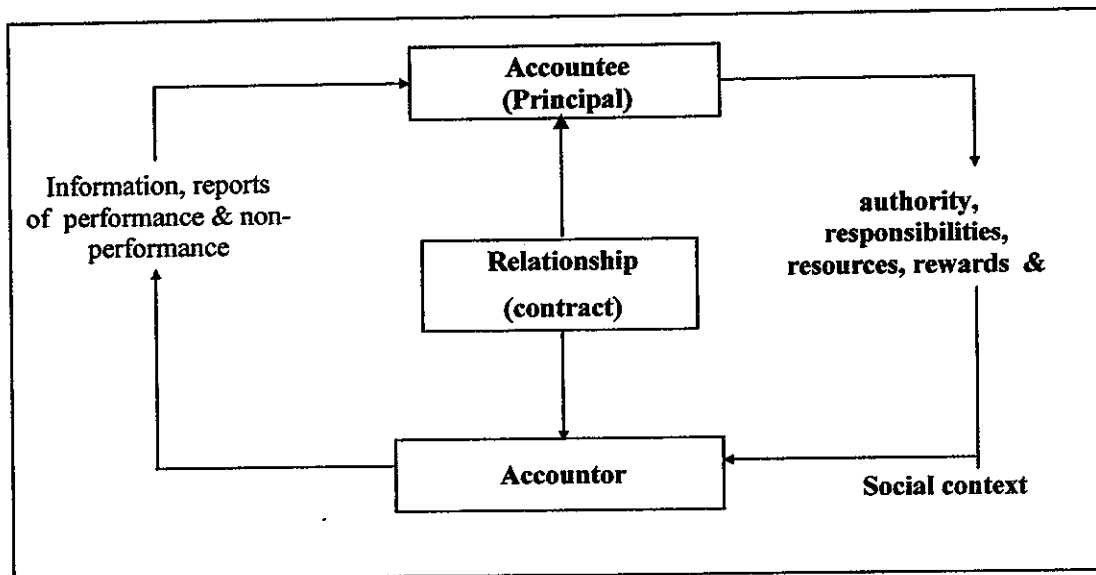 Accountee
(Principal)
Information, reports
of performance & non-
performance
authority,
responsibilities,
resources, rewards &
Relationship
(contract)
Accountor
Social context